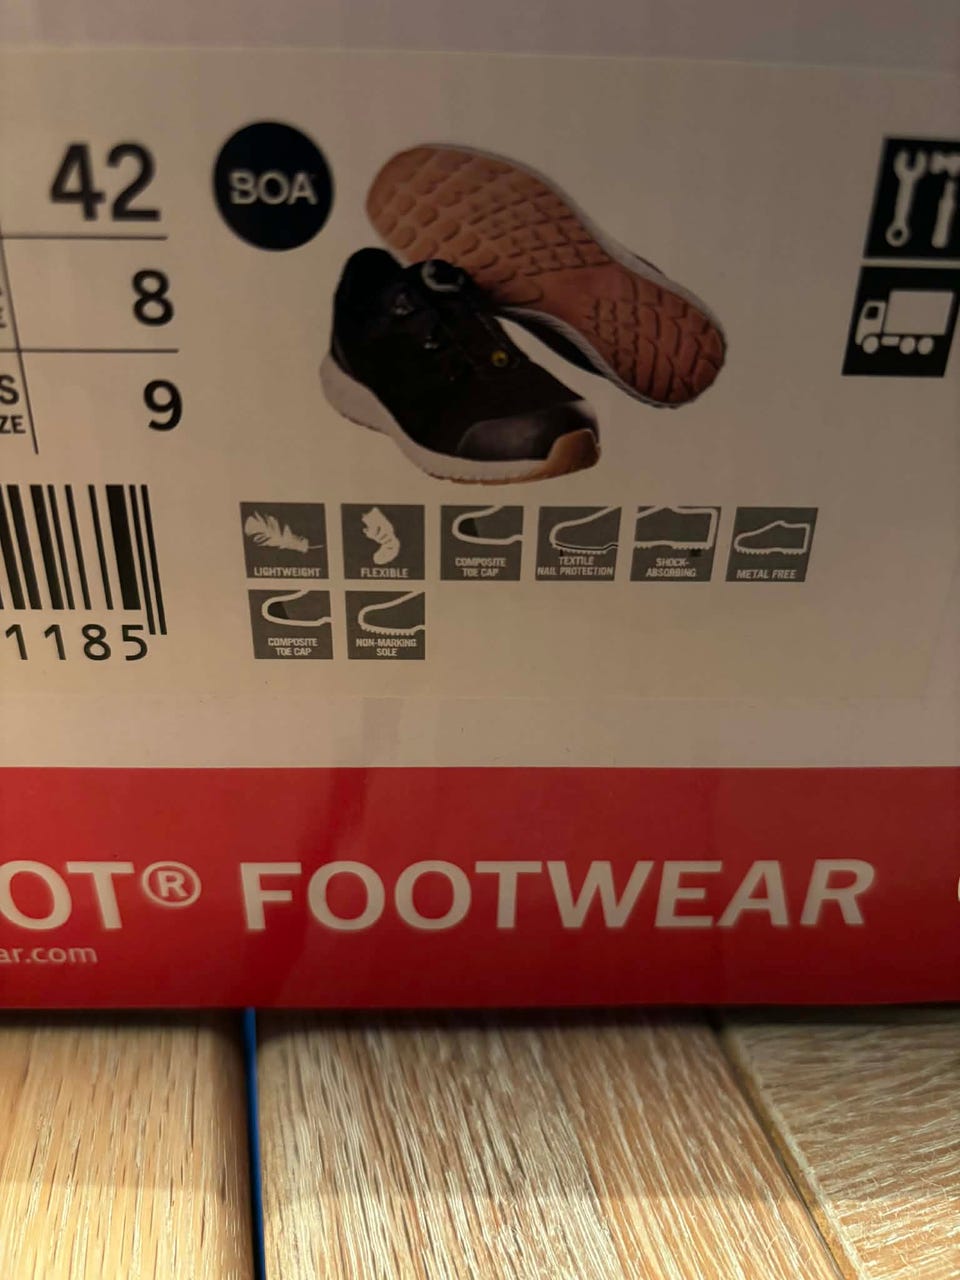 42
BOA
8
S
ZE
9
LIGHTWEIGHT
FLEXIBLE
COMPOSITE
TOE CAP
TEXTILE
NAIL PROTECTION
SHOCK-
ABSORBING
METAL FREE
COMPOSITE
TOE CAP
NON-MARKING
SOLE
1185
OT® FOOTWEAR
ar.com